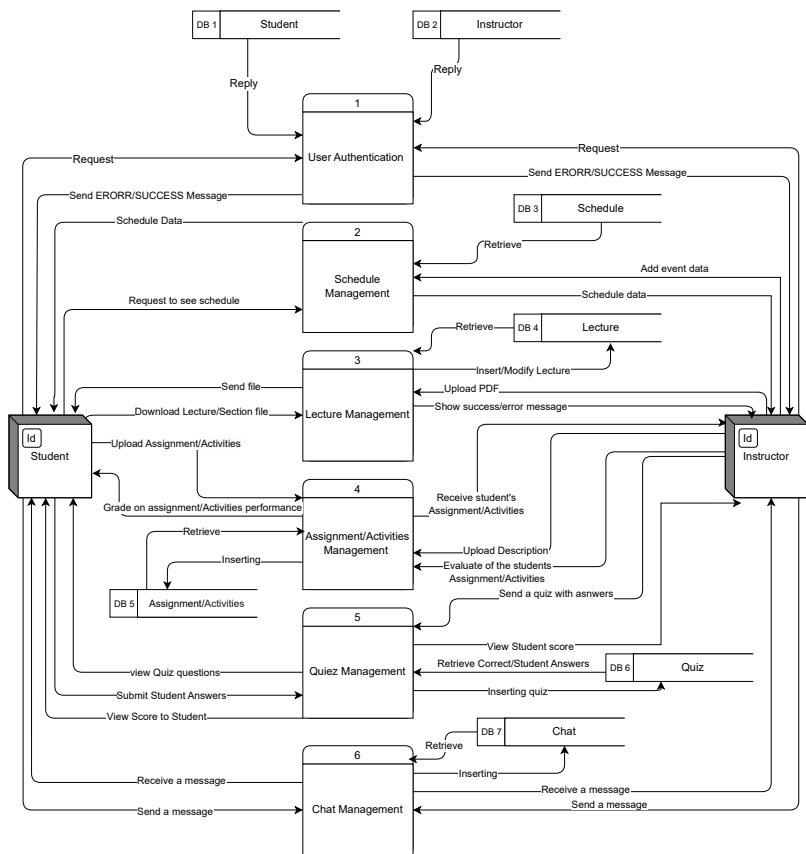 DB 1
Student
DB 2
Instructor
Reply
Reply
1
User Authentication
Request
Request
Send ERORR/SUCCESS Message
Send ERORR/SUCCESS Message
Schedule Data
DB 3
Schedule
2
Retrieve
Schedule
Management
Add event data
Request to see schedule
Schedule data
DB 4
Lecture
Retrieve
3
Insert/Modify Lecture
Send file
Upload PDF
Download Lecture/Section file
Lecture Management
Show success/error message
Id
Student
Id
Instructor
Upload Assignment/Activities
4
Grade on assignment/Activities performance
Receive student's
Assignment/Activities
Retrieve
Assignment/Activities
Management
Upload Description
Inserting
Evaluate of the students
Assignment/Activities
DB 5
Assignment/Activities
Send a quiz with asnwers
5
View Student score
view Quiz questions
Quiez Management
Retrieve Correct/Student Answers
DB 6
Quiz
Submit Student Answers
Inserting quiz
View Score to Student
DB 7
Chat
Retrieve
6
Inserting
Receive a message
Receive a message
Send a message
Chat Management
Send a message